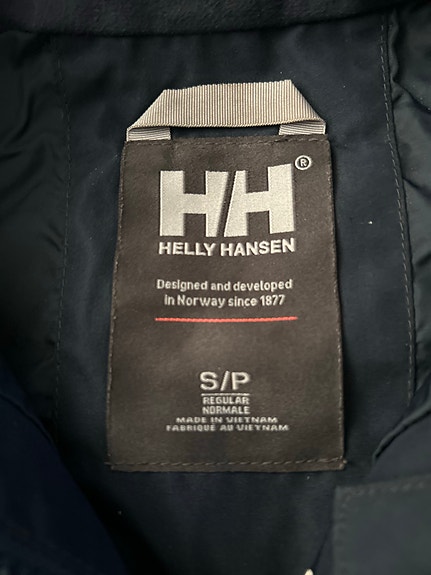 HH®
HELLY HANSEN
Designed and developed
in Norway since 1877
S/P
REGULAR
NORMALE
MADE IN VIETNAM
FABRIQUE AU VIETNAM